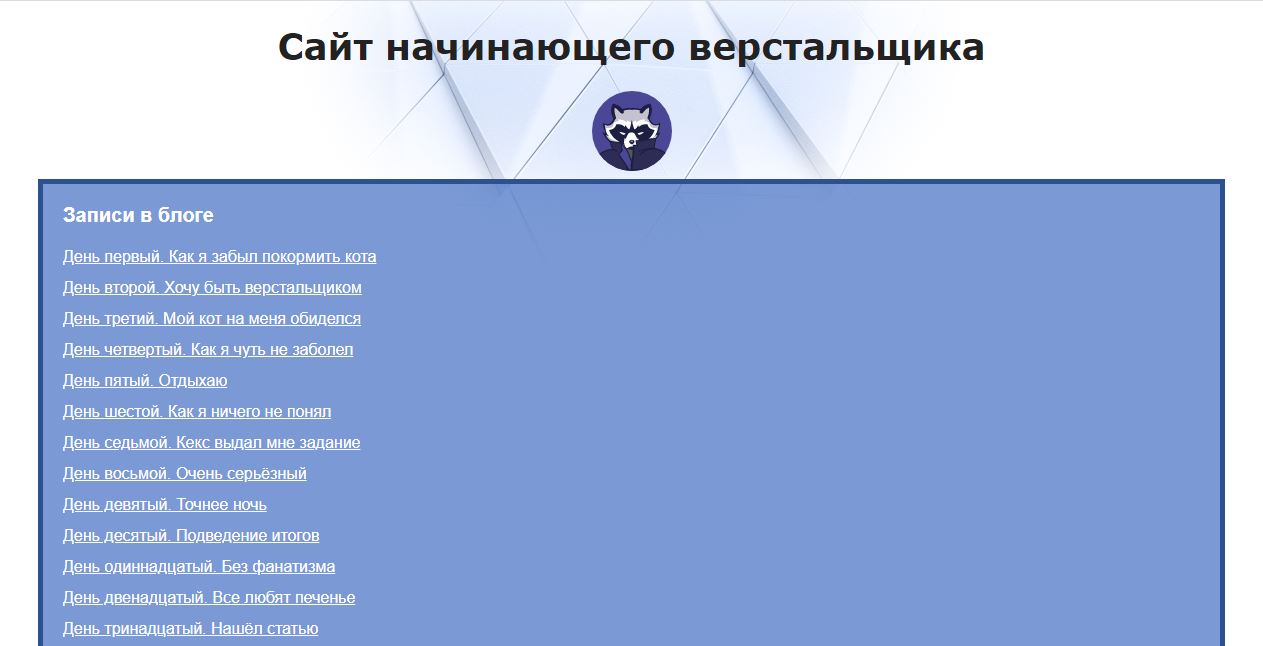 Сайт начинающего верстальщика
Записи в блоге
День первый. Как я забыл покормить кота
День второй. Хочу быть верстальщиком
День третий. Мой кот на меня обиделся
День четвертый. Как я чуть не заболел
День пятый. Отдыхаю
День шестой. Как я ничего не понял
День седьмой. Кекс выдал мне задание
День восьмой. Очень серьёзный
День девятый. Точнее ночь
День десятый. Подведение итогов
День одиннадцатый. Без фанатизма
День двенадцатый. Все любят печенье
День тринадцатый. Нашёл статью